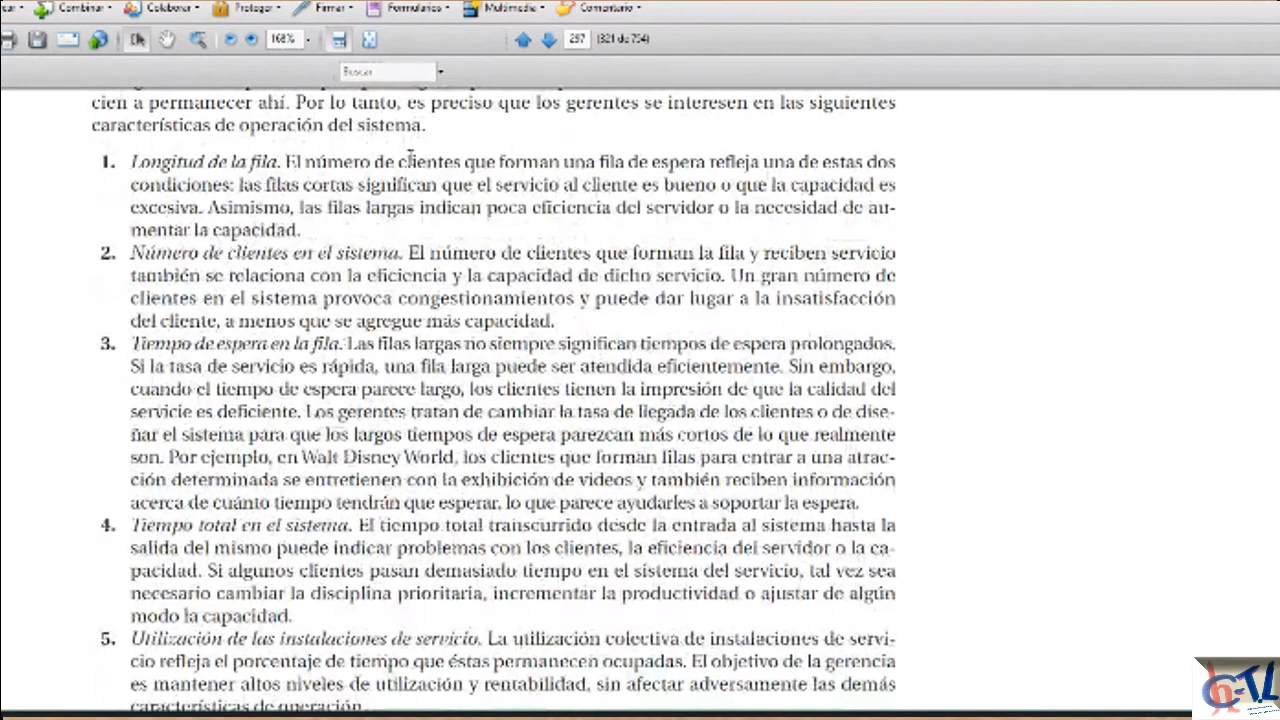 car Combinar Colaborar Proteger Firmar Formularios Multimedia Comentario
168% 297 (321 de 754)
Buscar
cien a permanecer ahí. Por lo tanto, es preciso que los gerentes se interesen en las siguientes
características de operación del sistema.
1. Longitud de la fila. El número de clientes que forman una fila de espera refleja una de estas dos
condiciones: las filas cortas significan que el servicio al cliente es bueno o que la capacidad es
excesiva. Asimismo, las filas largas indican poca eficiencia del servidor o la necesidad de au-
mentar la capacidad.
2. Número de clientes en el sistema. El número de clientes que forman la fila y reciben servicio
también se relaciona con la eficiencia y la capacidad de dicho servicio. Un gran número de
clientes en el sistema provoca congestionamientos y puede dar lugar a la insatisfacción
del cliente, a menos que se agregue más capacidad.
3. Tiempo de espera en la fila. Las filas largas no siempre significan tiempos de espera prolongados.
Si la tasa de servicio es rápida, una fila larga puede ser atendida eficientemente. Sin embargo,
cuando el tiempo de espera parece largo, los clientes tienen la impresión de que la calidad del
servicie es deficiente. Los gerentes tratan de cambiar la tasa de llegada de los clientes o de dise-
ñar el sistema para que los largos tiempos de espera parezcan más cortos de lo que realmente
son. Por ejemplo, en Walt Disney World, los clientes que forman filas para entrar a una atrac-
ción determinada se entretienen con la exhibición de videos y también reciben información
acerca de cuánto tiempo tendrán que esperar, lo que parece ayudarles a soportar la espera.
4. Tiempo total en el sistema. El tiempo total transcurrido desde la entrada al sistema hasta la
salida del mismo puede indicar problemas con los clientes, la eficiencia del servidor o la ca-
pacidad. Si algunos clientes pasan demasiado tiempo en el sistema del servicio, tal vez sea
necesario cambiar la disciplina prioritaria, incrementar la productividad o ajustar de algún
modo la capacidad.
5. Utilización de las instalaciones de servicio. La utilización colectiva de instalaciones de servi-
cio refleja el porcentaje de tiempo que éstas permanecen ocupadas. El objetivo de la gerencia
es mantener altos niveles de utilización y rentabilidad, sin afectar adversamente las demás
características de operación.